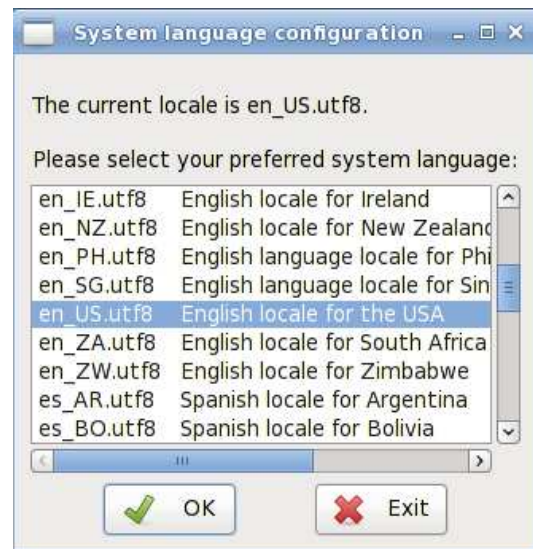 System language configuration
The current locale is en_US.utf8.
Please select your preferred system language:
en_IE.utf8 English locale for Ireland
en_NZ.utf8 English locale for New Zealand
en_PH.utf8 English language locale for Phi
en_SG.utf8 English language locale for Sin
en_US.utf8 English locale for the USA
en_ZA.utf8 English locale for South Africa
en_ZW.utf8 English locale for Zimbabwe
es_AR.utf8 Spanish locale for Argentina
es_BO.utf8 Spanish locale for Bolivia
OK Exit